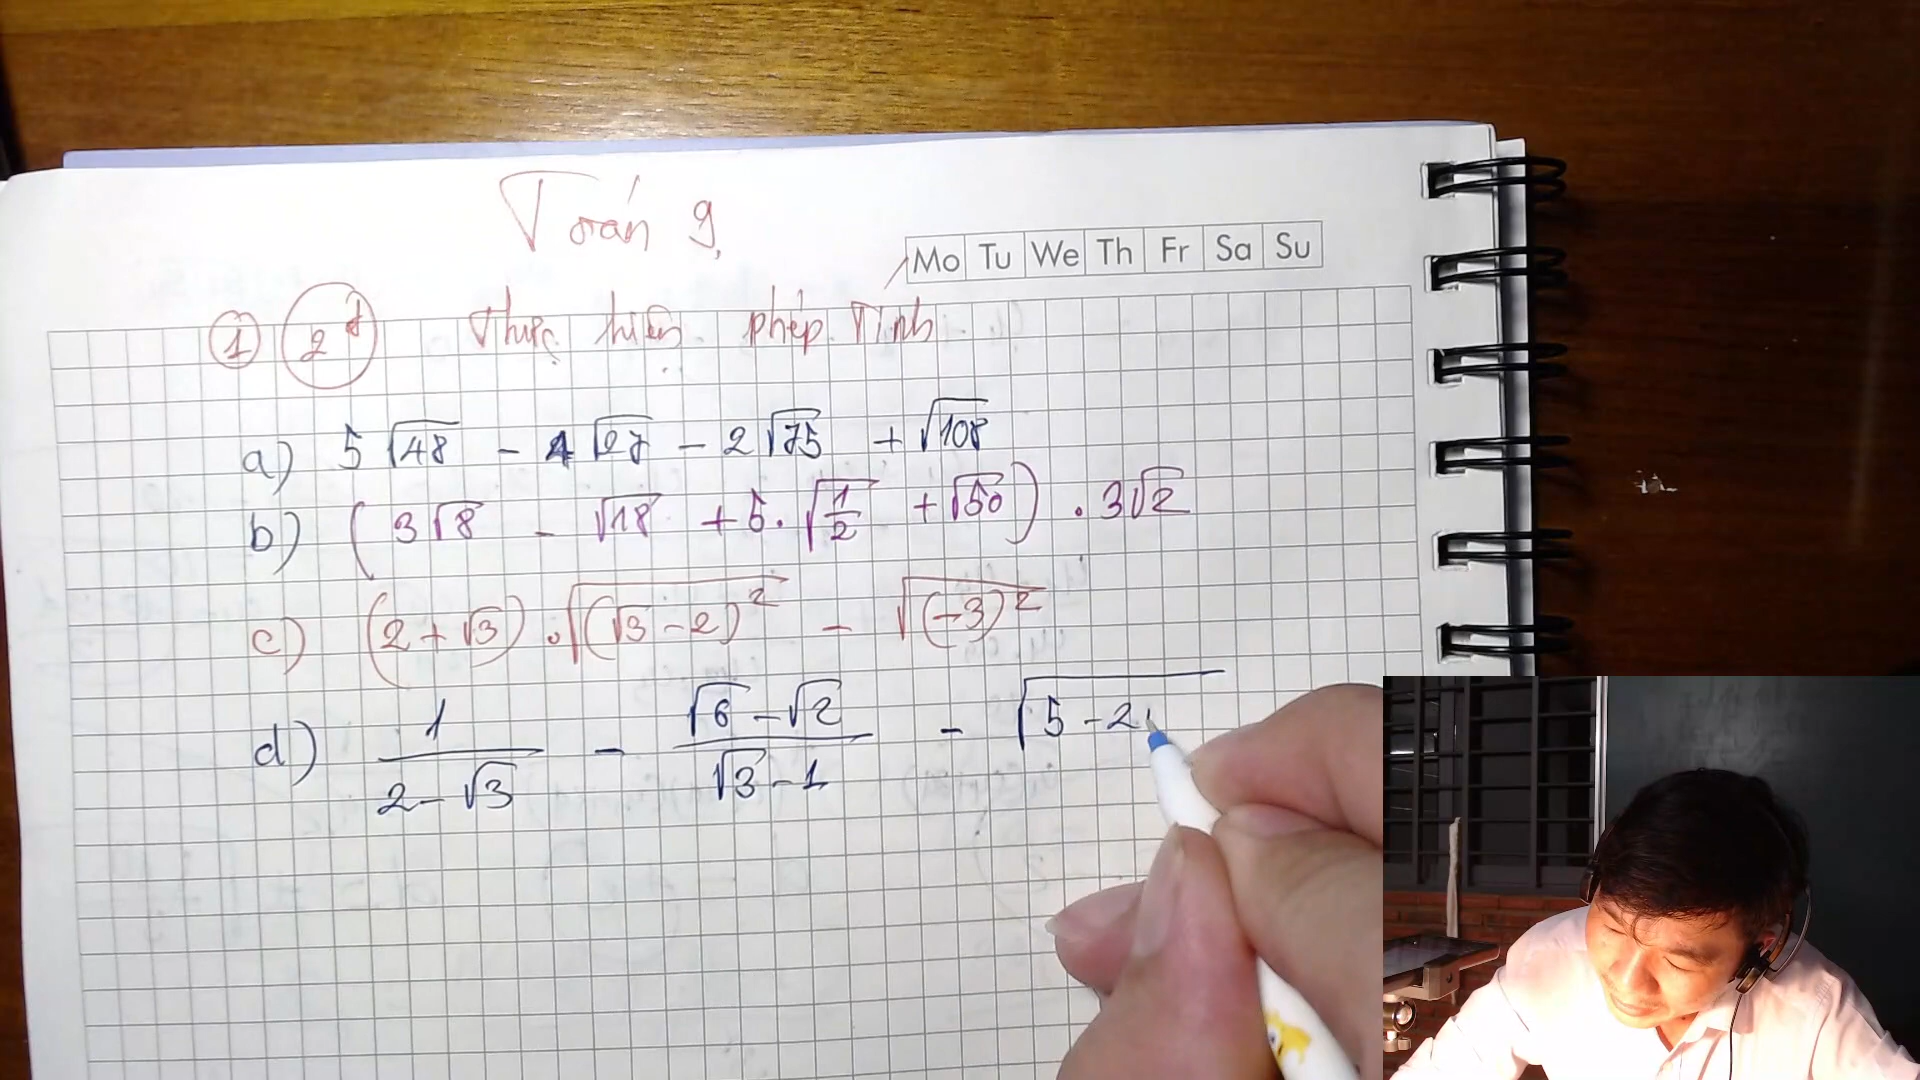 Toán 9.
Mo Tu We Th Fr Sa Su
① 2đ Thực hiện phép tính
a) 5√48 - 4√27 - 2√75 + √108
b) (3√8 - √18 + 5.√(1/2) + √50) . 3√2
c) (2+√3) . √((√3-2)²) - √((-3)²)
d) 1/(2-√3) - (√6-√2)/(√3-1) - √(5-2